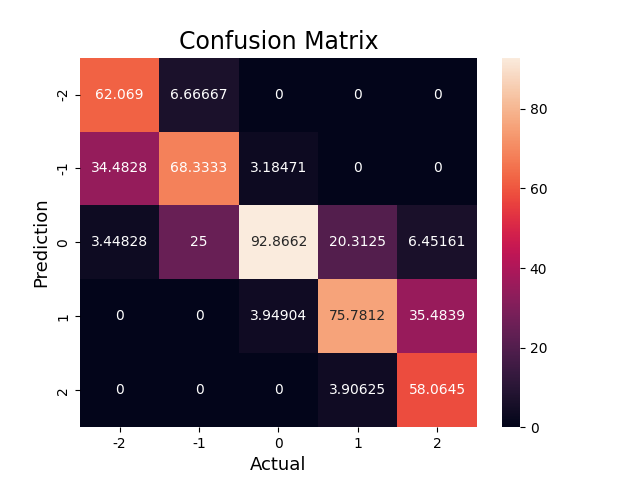 Confusion Matrix
-2 62.069 6.66667 0 0 0
-1 34.4828 68.3333 3.18471 0 0
0 3.44828 25 92.8662 20.3125 6.45161
1 0 0 3.94904 75.7812 35.4839
2 0 0 0 3.90625 58.0645
-2 -1 0 1 2
Prediction
Actual
80
60
40
20
0